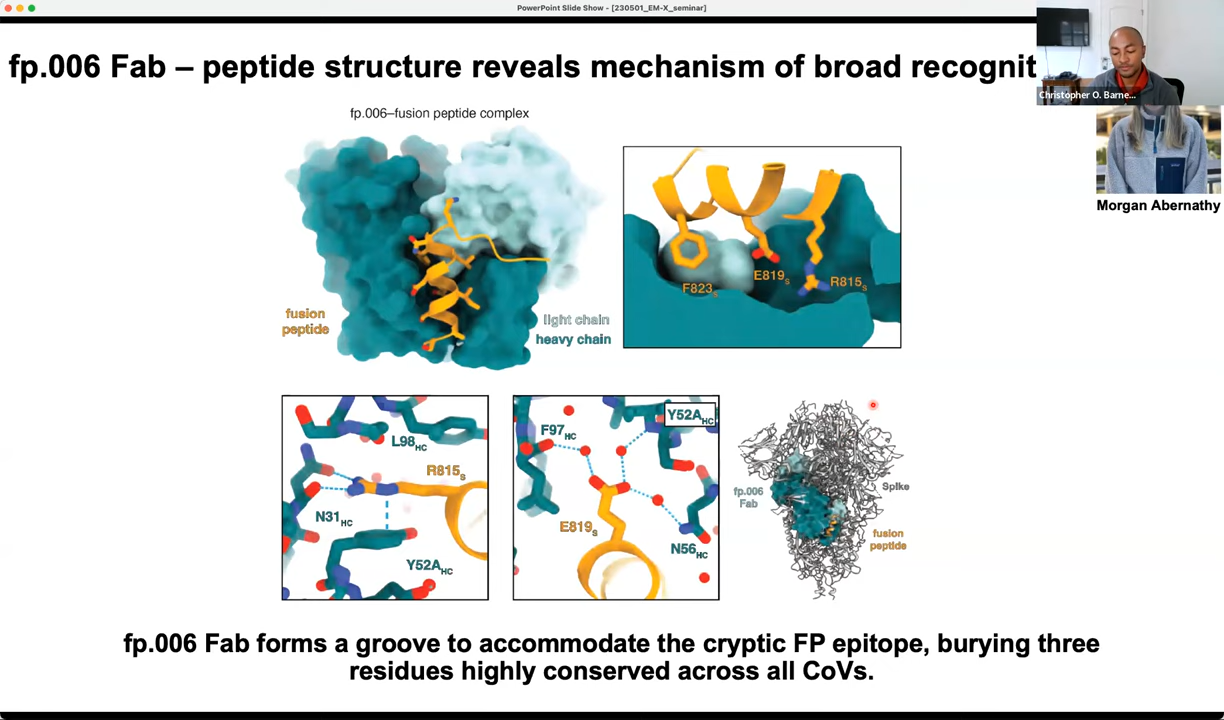 PowerPoint Slide Show - [230501_EM-X_seminar]
fp.006 Fab – peptide structure reveals mechanism of broad recognit
Christopher O. Barne...
Morgan Abernathy
fp.006–fusion peptide complex
fusion
peptide
light chain
heavy chain
F823S
E819S
R815S
L98HC
R815S
N31HC
Y52AHC
F97HC
Y52AHC
E819S
N56HC
fp.006
Fab
Spike
fusion
peptide
fp.006 Fab forms a groove to accommodate the cryptic FP epitope, burying three
residues highly conserved across all CoVs.